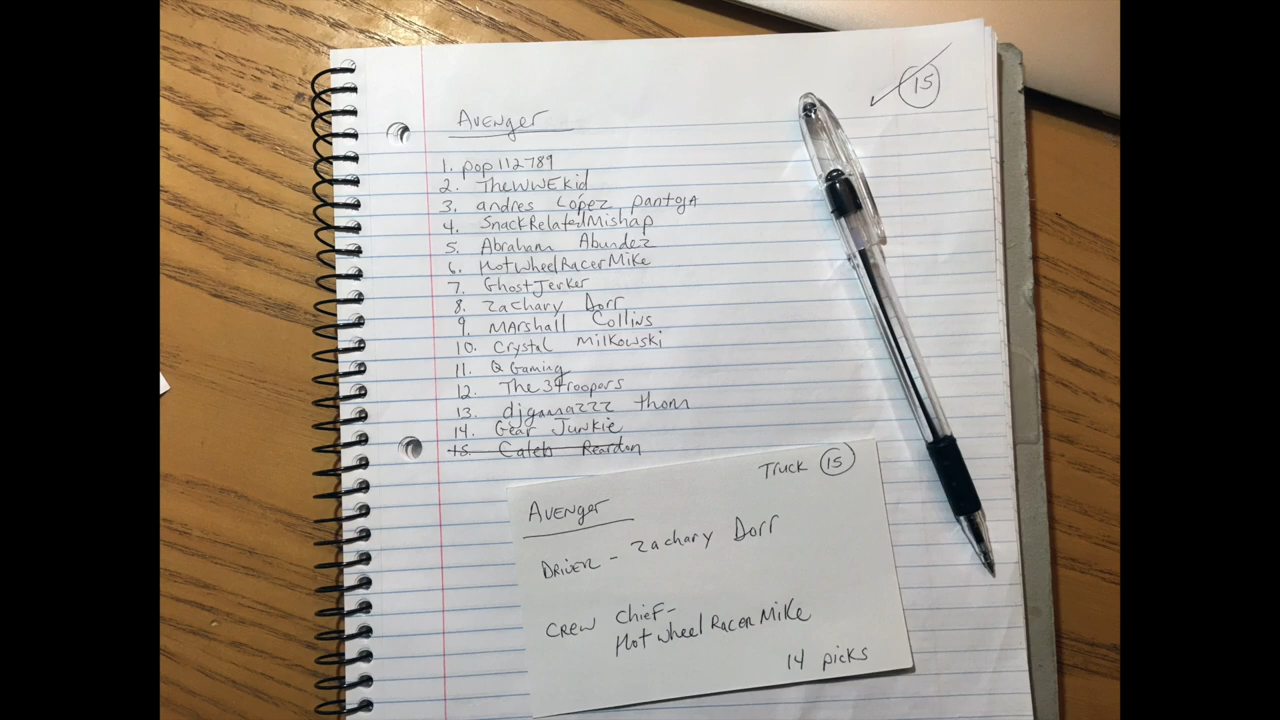 15
Avenger
1. pop112789
2. TheWWEKid
3. andres Lopez pantoja
4. SnackRelatedMishap
5. Abraham Abundez
6. HotWheelRacerMike
7. GhostJerker
8. Zachary Dorr
9. Marshall Collins
10. Crystal Milkowski
11. Q Gaming
12. The3Troopers
13. djgamazzz thom
14. Gear Junkie
15. Caleb Reardon
Truck 15
Avenger
Driver - Zachary Dorr
Crew Chief-
HotWheelRacerMike
14 picks